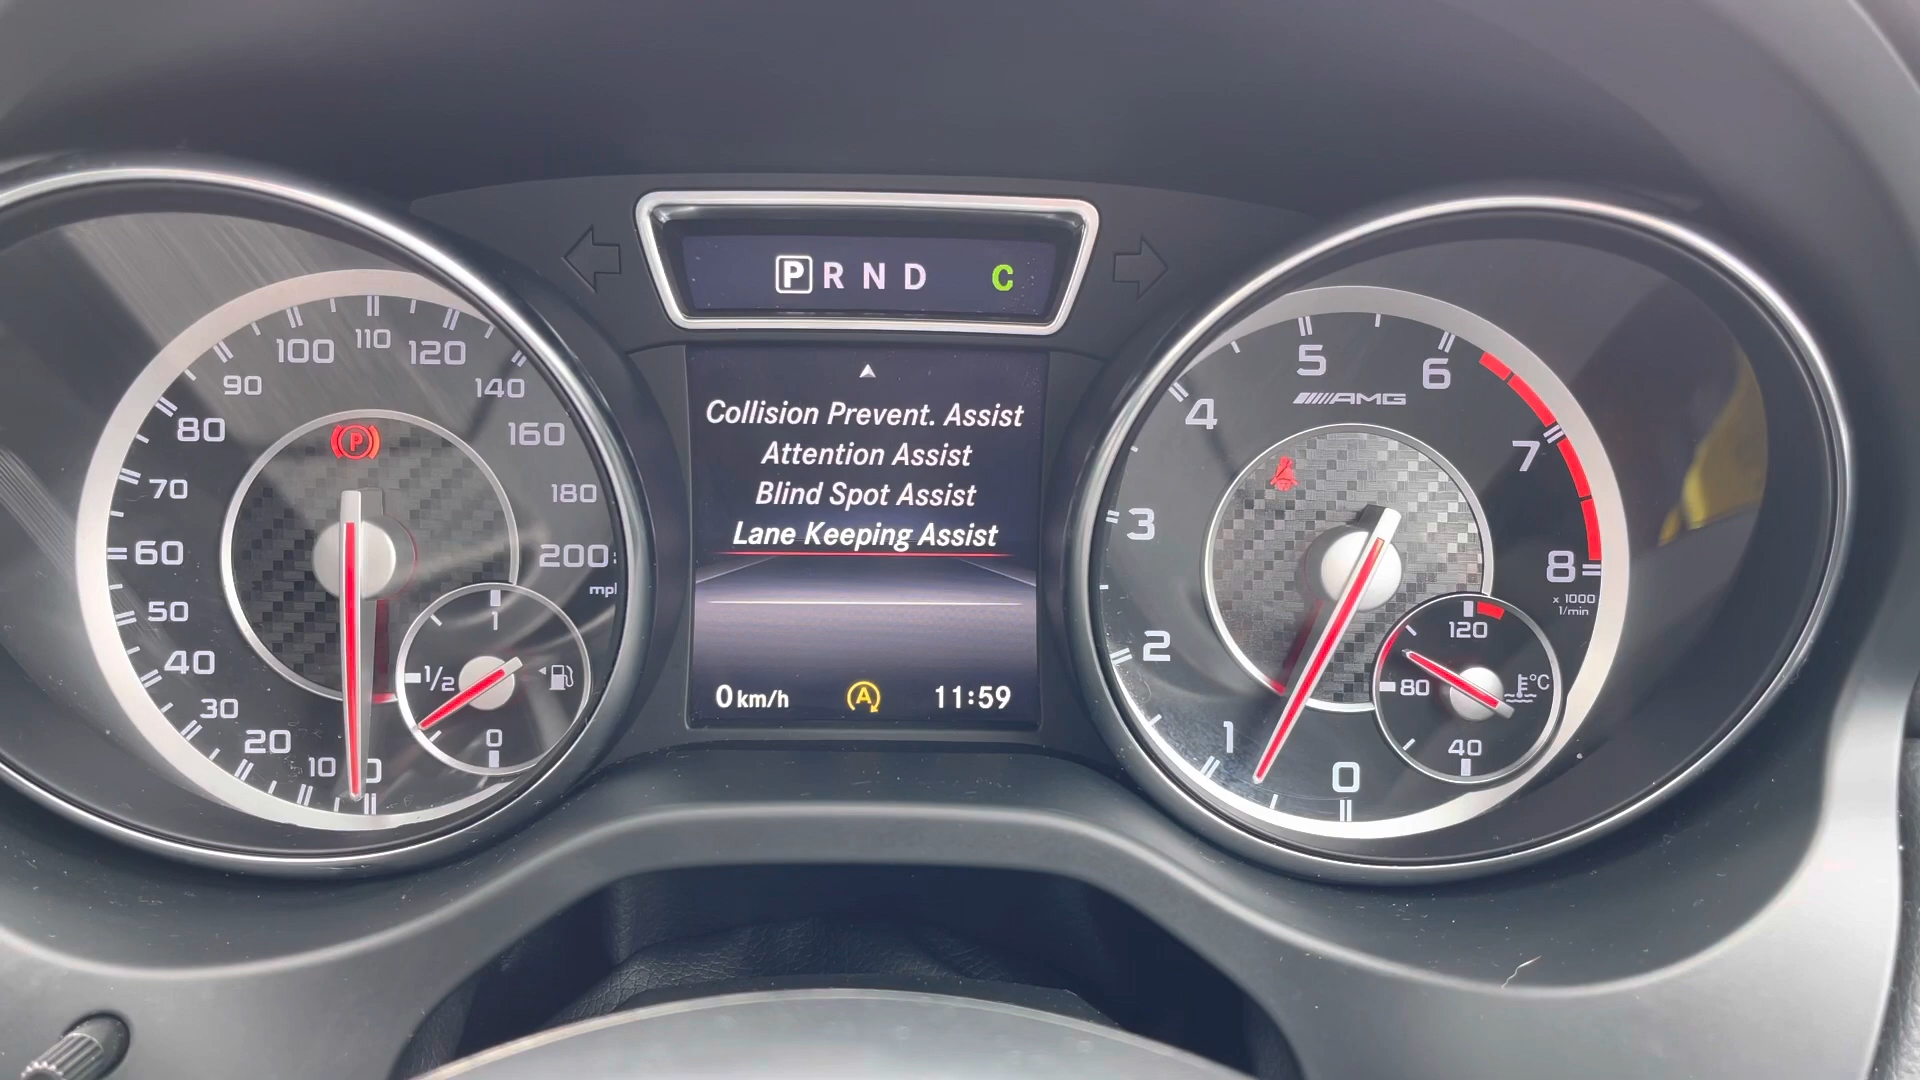 P R N D C
Collision Prevent. Assist
Attention Assist
Blind Spot Assist
Lane Keeping Assist
0 km/h A 11:59
0
10
20
30
40
50
60
70
80
90
100
110
120
140
160
180
200
P
1
1/2
0
0
1
2
3
4
5
6
7
8
AMG
x 1000
1/min
120
80
40
°C